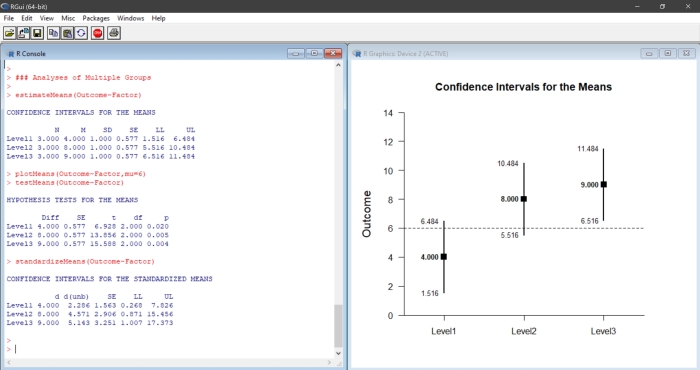 RGui (64-bit)
File Edit View Misc Packages Windows Help
R Console
>
> ### Analyses of Multiple Groups
>
> estimateMeans(Outcome~Factor)
CONFIDENCE INTERVALS FOR THE MEANS
N M SD SE LL UL
Level1 3.000 4.000 1.000 0.577 1.516 6.484
Level2 3.000 8.000 1.000 0.577 5.516 10.484
Level3 3.000 9.000 1.000 0.577 6.516 11.484
> plotMeans(Outcome~Factor,mu=6)
> testMeans(Outcome~Factor)
HYPOTHESIS TESTS FOR THE MEANS
Diff SE t df p
Level1 4.000 0.577 6.928 2.000 0.020
Level2 8.000 0.577 13.856 2.000 0.005
Level3 9.000 0.577 15.588 2.000 0.004
> standardizeMeans(Outcome~Factor)
CONFIDENCE INTERVALS FOR THE STANDARDIZED MEANS
d d(unb) SE LL UL
Level1 4.000 2.286 1.563 0.268 7.826
Level2 8.000 4.571 2.906 0.871 15.456
Level3 9.000 5.143 3.251 1.007 17.373
>
> |
R Graphics: Device 2 (ACTIVE)
Confidence Intervals for the Means
Outcome
14
12
10
8
6
4
2
0
6.484
4.000
1.516
10.484
8.000
5.516
11.484
9.000
6.516
Level1 Level2 Level3